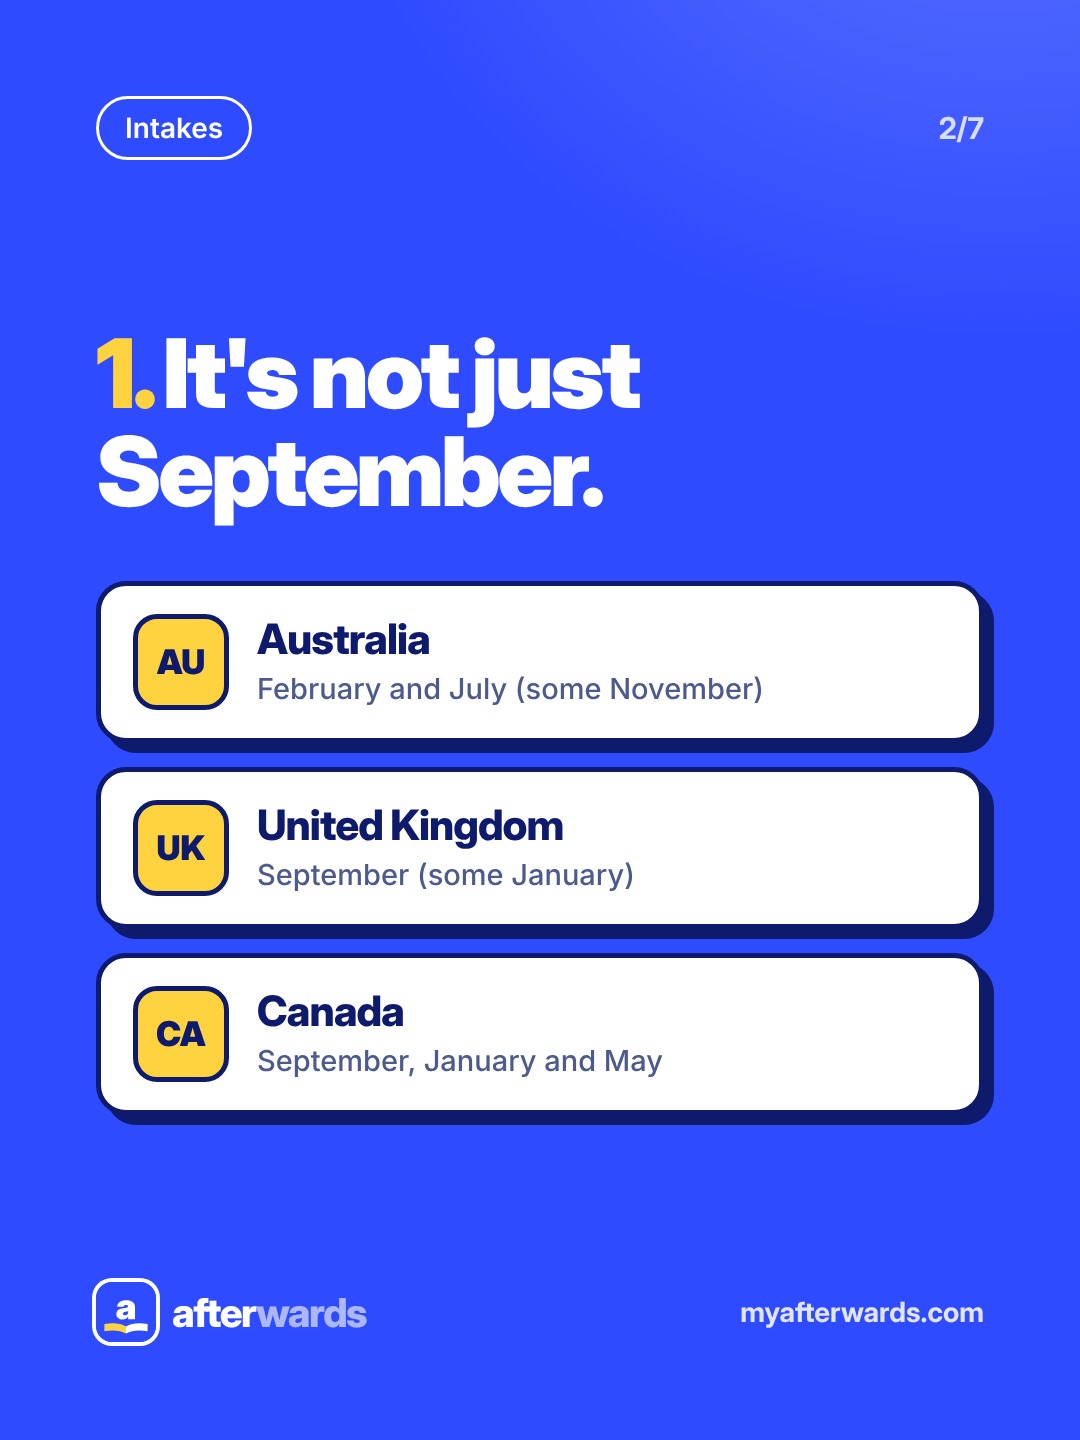 Intakes
2/7
1. It's not just
September.
AU
Australia
February and July (some November)
UK
United Kingdom
September (some January)
CA
Canada
September, January and May
a
afterwards
myafterwards.com